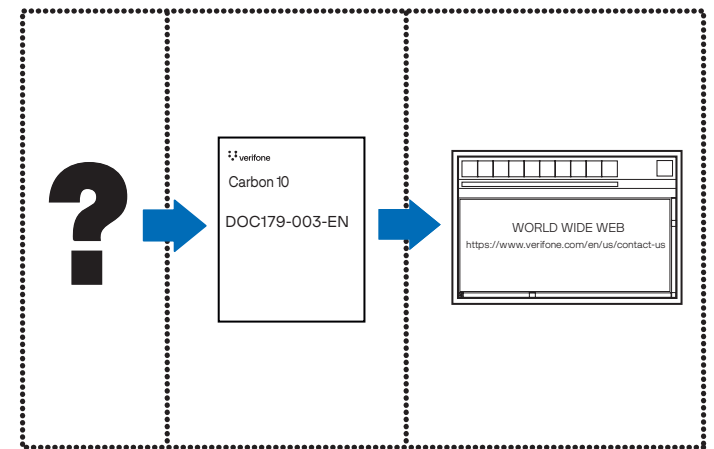 ?
verifone
Carbon 10
DOC179-003-EN
WORLD WIDE WEB
https://www.verifone.com/en/us/contact-us